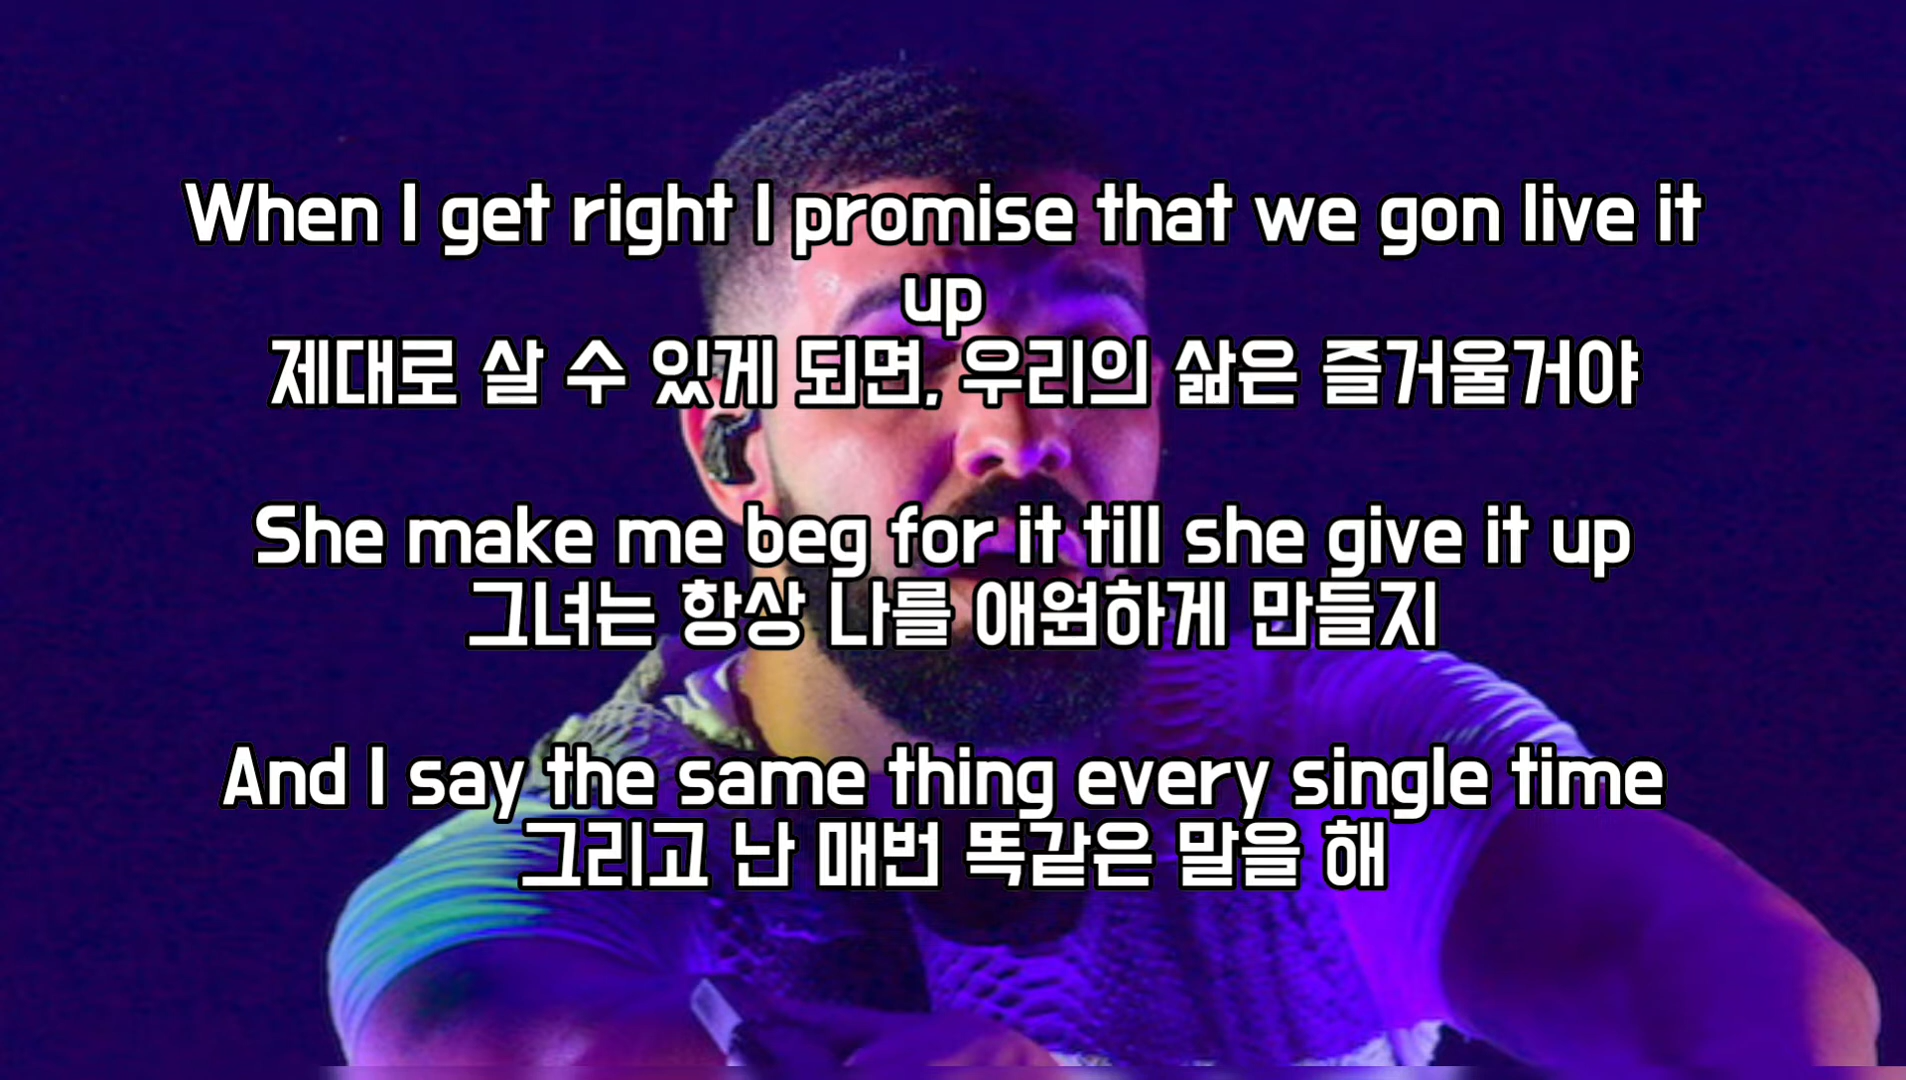 When I get right I promise that we gon live it
up
제대로 살 수 있게 되면, 우리의 삶은 즐거울거야
She make me beg for it till she give it up
그녀는 항상 나를 애원하게 만들지
And I say the same thing every single time
그리고 난 매번 똑같은 말을 해